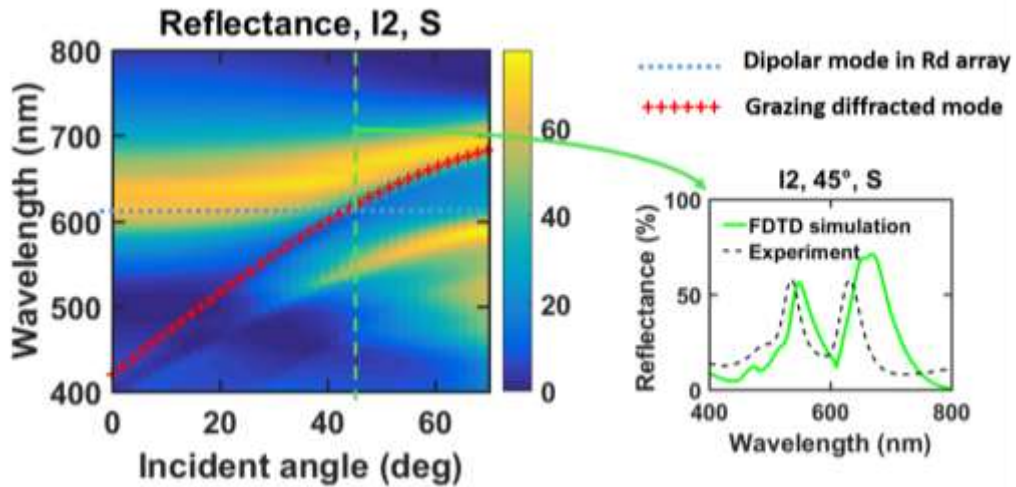 Reflectance, I2, S
800
700
600
500
400
Wavelength (nm)
0
20
40
60
Incident angle (deg)
60
40
20
0
Dipolar mode in Rd array
Grazing diffracted mode
I2, 45°, S
100
50
0
Reflectance (%)
FDTD simulation
Experiment
400
600
800
Wavelength (nm)